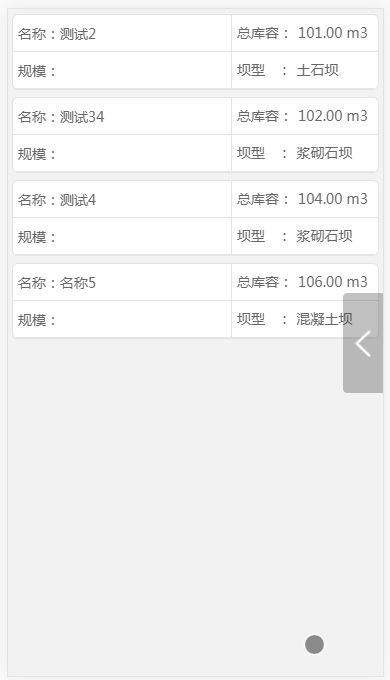 名称：测试2 总库容： 101.00 m3
规模： 坝型 ： 土石坝
名称：测试34 总库容： 102.00 m3
规模： 坝型 ： 浆砌石坝
名称：测试4 总库容： 104.00 m3
规模： 坝型 ： 浆砌石坝
名称：名称5 总库容： 106.00 m3
规模： 坝型 ： 混凝土坝